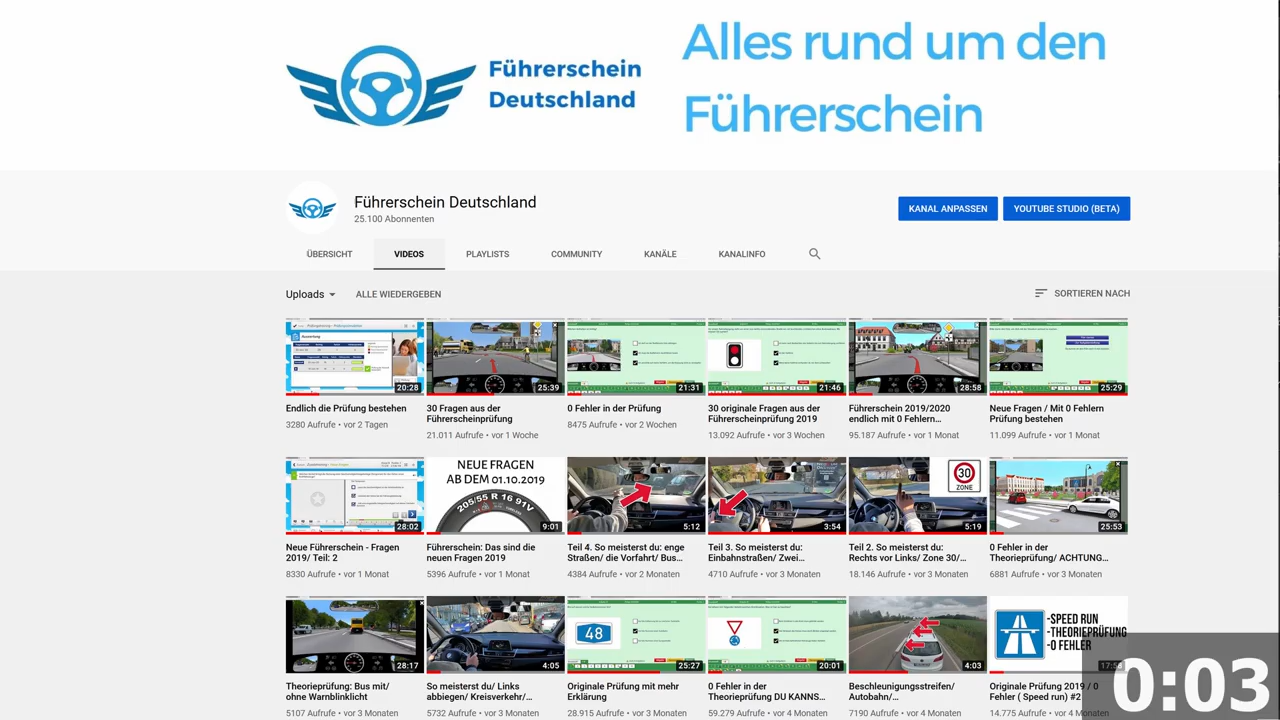 Alles rund um den
Führerschein
Führerschein
Deutschland
Führerschein Deutschland
25.100 Abonnenten
KANAL ANPASSEN
YOUTUBE STUDIO (BETA)
ÜBERSICHT
VIDEOS
PLAYLISTS
COMMUNITY
KANÄLE
KANALINFO
Uploads
ALLE WIEDERGEBEN
SORTIEREN NACH
20:28
25:39
21:31
21:46
28:58
25:29
Endlich die Prüfung bestehen
3280 Aufrufe • vor 2 Tagen
30 Fragen aus der
Führerscheinprüfung
21.011 Aufrufe • vor 1 Woche
0 Fehler in der Prüfung
8475 Aufrufe • vor 2 Wochen
30 originale Fragen aus der
Führerscheinprüfung 2019
13.092 Aufrufe • vor 3 Wochen
Führerschein 2019/2020
endlich mit 0 Fehlern...
95.187 Aufrufe • vor 1 Monat
Neue Fragen / Mit 0 Fehlern
Prüfung bestehen
11.099 Aufrufe • vor 1 Monat
28:02
NEUE FRAGEN
AB DEM 01.10.2019
205/55 R 16 91V
9:01
5:12
3:54
30
ZONE
5:19
25:53
Neue Führerschein - Fragen
2019/ Teil: 2
8330 Aufrufe • vor 1 Monat
Führerschein: Das sind die
neuen Fragen 2019
5396 Aufrufe • vor 1 Monat
Teil 4. So meisterst du: enge
Straßen/ die Vorfahrt/ Bus...
4384 Aufrufe • vor 2 Monaten
Teil 3. So meisterst du:
Einbahnstraßen/ Zwei...
4710 Aufrufe • vor 3 Monaten
Teil 2. So meisterst du:
Rechts vor Links/ Zone 30/...
18.146 Aufrufe • vor 3 Monaten
0 Fehler in der
Theorieprüfung/ ACHTUNG...
6881 Aufrufe • vor 3 Monaten
28:17
4:05
48
25:27
20:01
4:03
-SPEED RUN
-THEORIEPRÜFUNG
-0 FEHLER
17:58
Theorieprüfung: Bus mit/
ohne Warnblinklicht
5107 Aufrufe • vor 3 Monaten
So meisterst du/ Links
abbiegen/ Kreisverkehr/...
5732 Aufrufe • vor 3 Monaten
Originale Prüfung mit mehr
Erklärung
28.915 Aufrufe • vor 3 Monaten
0 Fehler in der
Theorieprüfung DU KANNS...
59.279 Aufrufe • vor 4 Monaten
Beschleunigungsstreifen/
Autobahn/...
7190 Aufrufe • vor 4 Monaten
Originale Prüfung 2019 / 0
Fehler ( Speed run) #2
14.775 Aufrufe • vor 4 Monaten
0:03